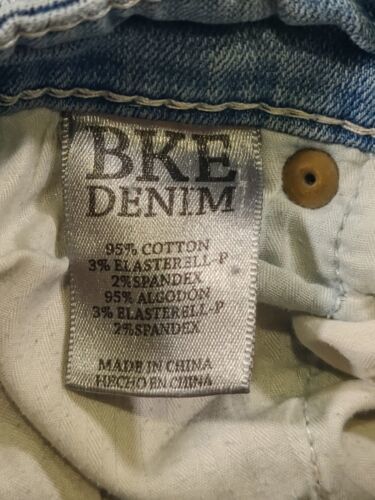 BKE
DENIM
95% COTTON
3% ELASTERELL-P
2% SPANDEX
95% ALGODÓN
3% ELASTERELL-P
2% SPANDEX
MADE IN CHINA
HECHO EN CHINA